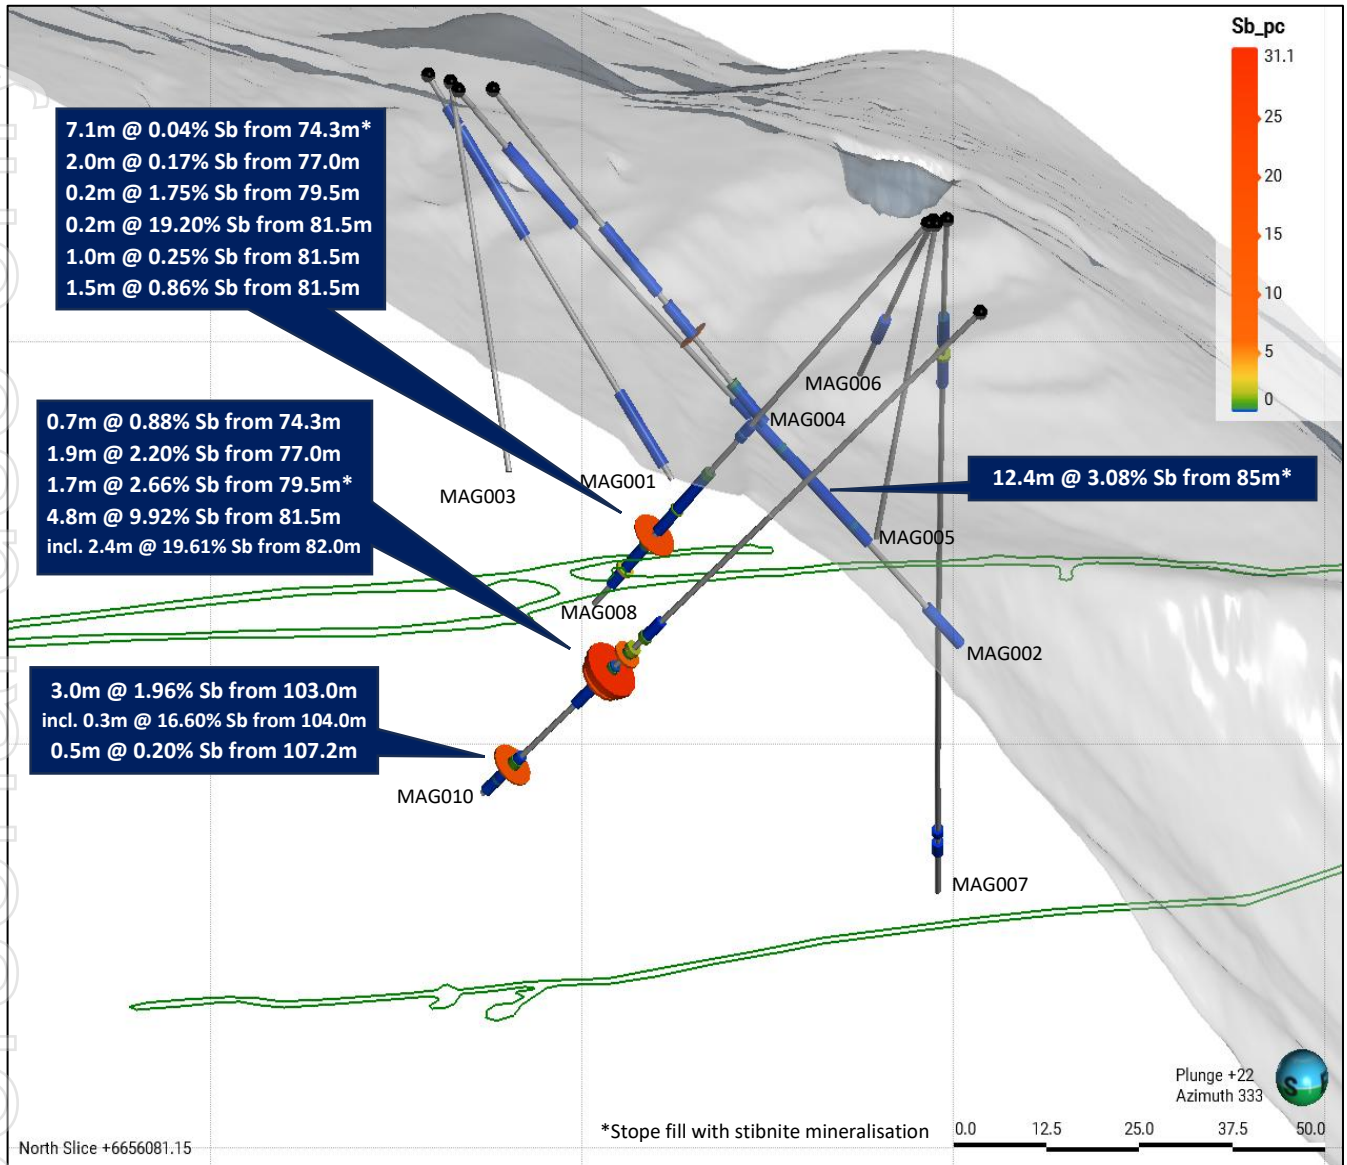 Sb_pc
31.1
25
20
15
10
5
0
7.1m @ 0.04% Sb from 74.3m*
2.0m @ 0.17% Sb from 77.0m
0.2m @ 1.75% Sb from 79.5m
0.2m @ 19.20% Sb from 81.5m
1.0m @ 0.25% Sb from 81.5m
1.5m @ 0.86% Sb from 81.5m
MAG006
MAG004
0.7m @ 0.88% Sb from 74.3m
1.9m @ 2.20% Sb from 77.0m
1.7m @ 2.66% Sb from 79.5m*
4.8m @ 9.92% Sb from 81.5m
incl. 2.4m @ 19.61% Sb from 82.0m
MAG003
MAG001
12.4m @ 3.08% Sb from 85m*
MAG005
MAG008
MAG002
3.0m @ 1.96% Sb from 103.0m
incl. 0.3m @ 16.60% Sb from 104.0m
0.5m @ 0.20% Sb from 107.2m
MAG010
MAG007
Plunge +22
Azimuth 333
S
*Stope fill with stibnite mineralisation
0.0 12.5 25.0 37.5 50.0
North Slice +6656081.15